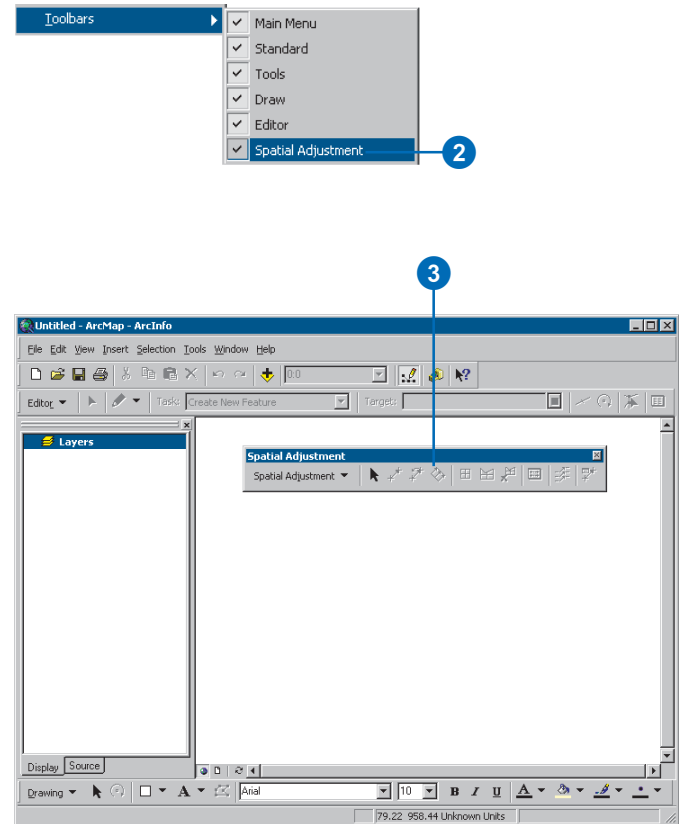 Toolbars
Main Menu
Standard
Tools
Draw
Editor
Spatial Adjustment
2
3
Untitled - ArcMap - ArcInfo
File Edit View Insert Selection Tools Window Help
0:0
Editor Task: Create New Feature Target:
Layers
Spatial Adjustment
Spatial Adjustment
Display Source
Drawing A Arial 10 B I U A
79.22 958.44 Unknown Units